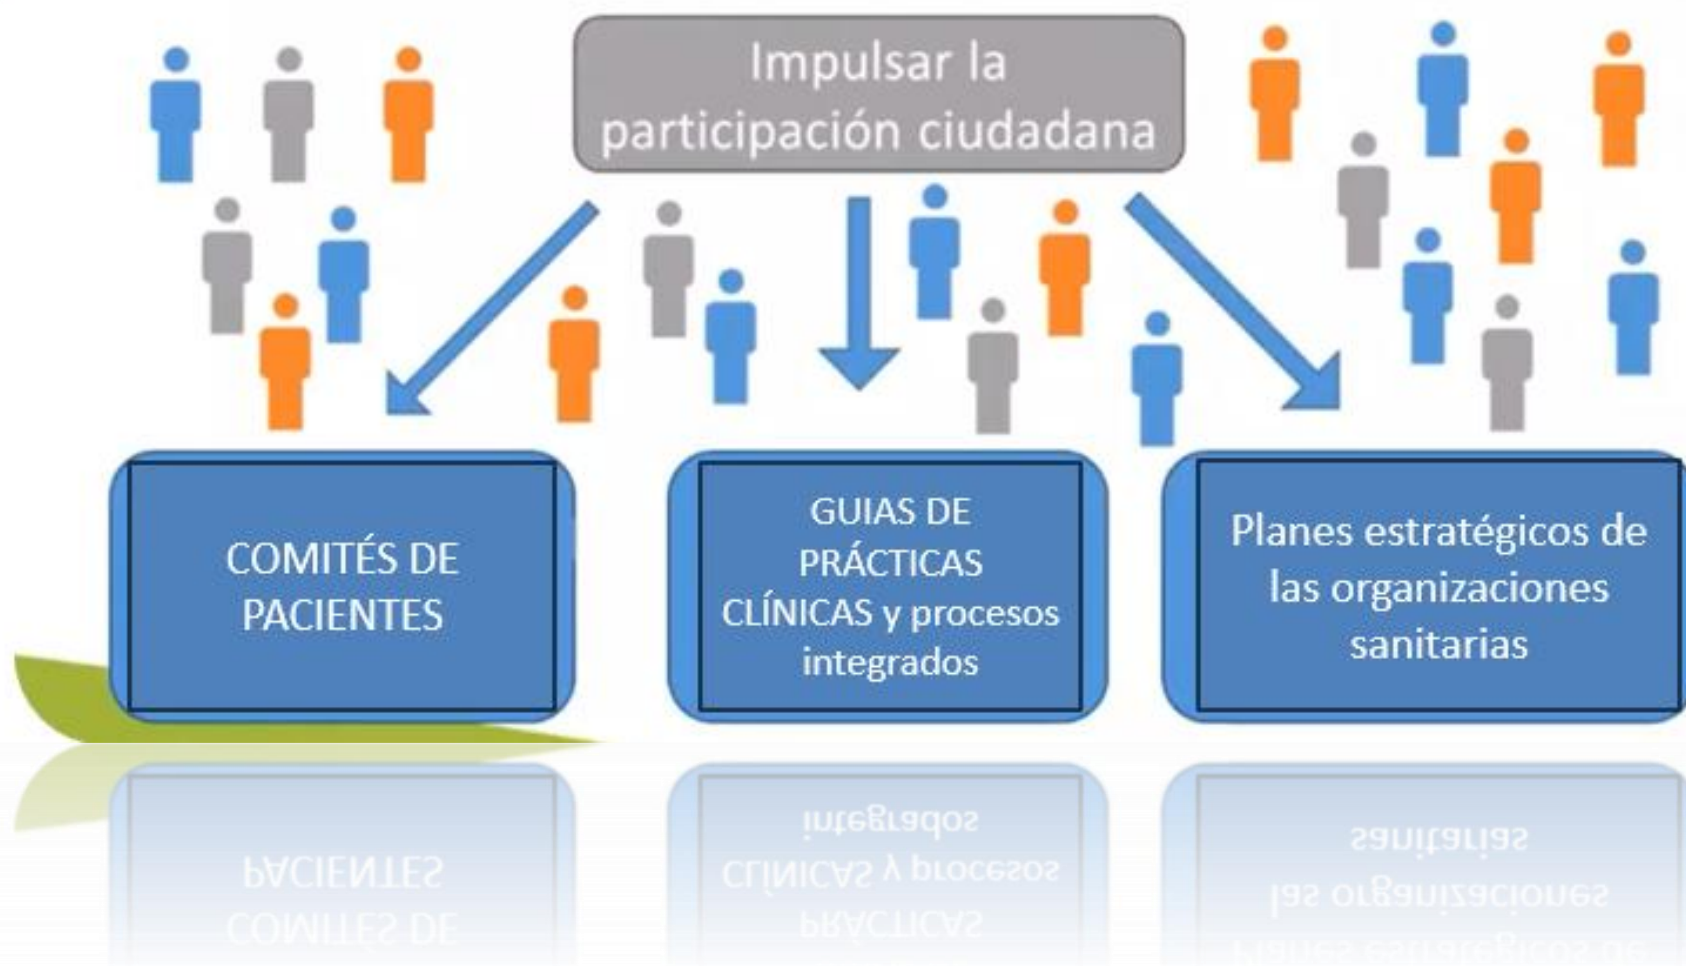 Impulsar la
participación ciudadana
COMITÉS DE
PACIENTES
GUIAS DE
PRÁCTICAS
CLÍNICAS y procesos
integrados
Planes estratégicos de
las organizaciones
sanitarias